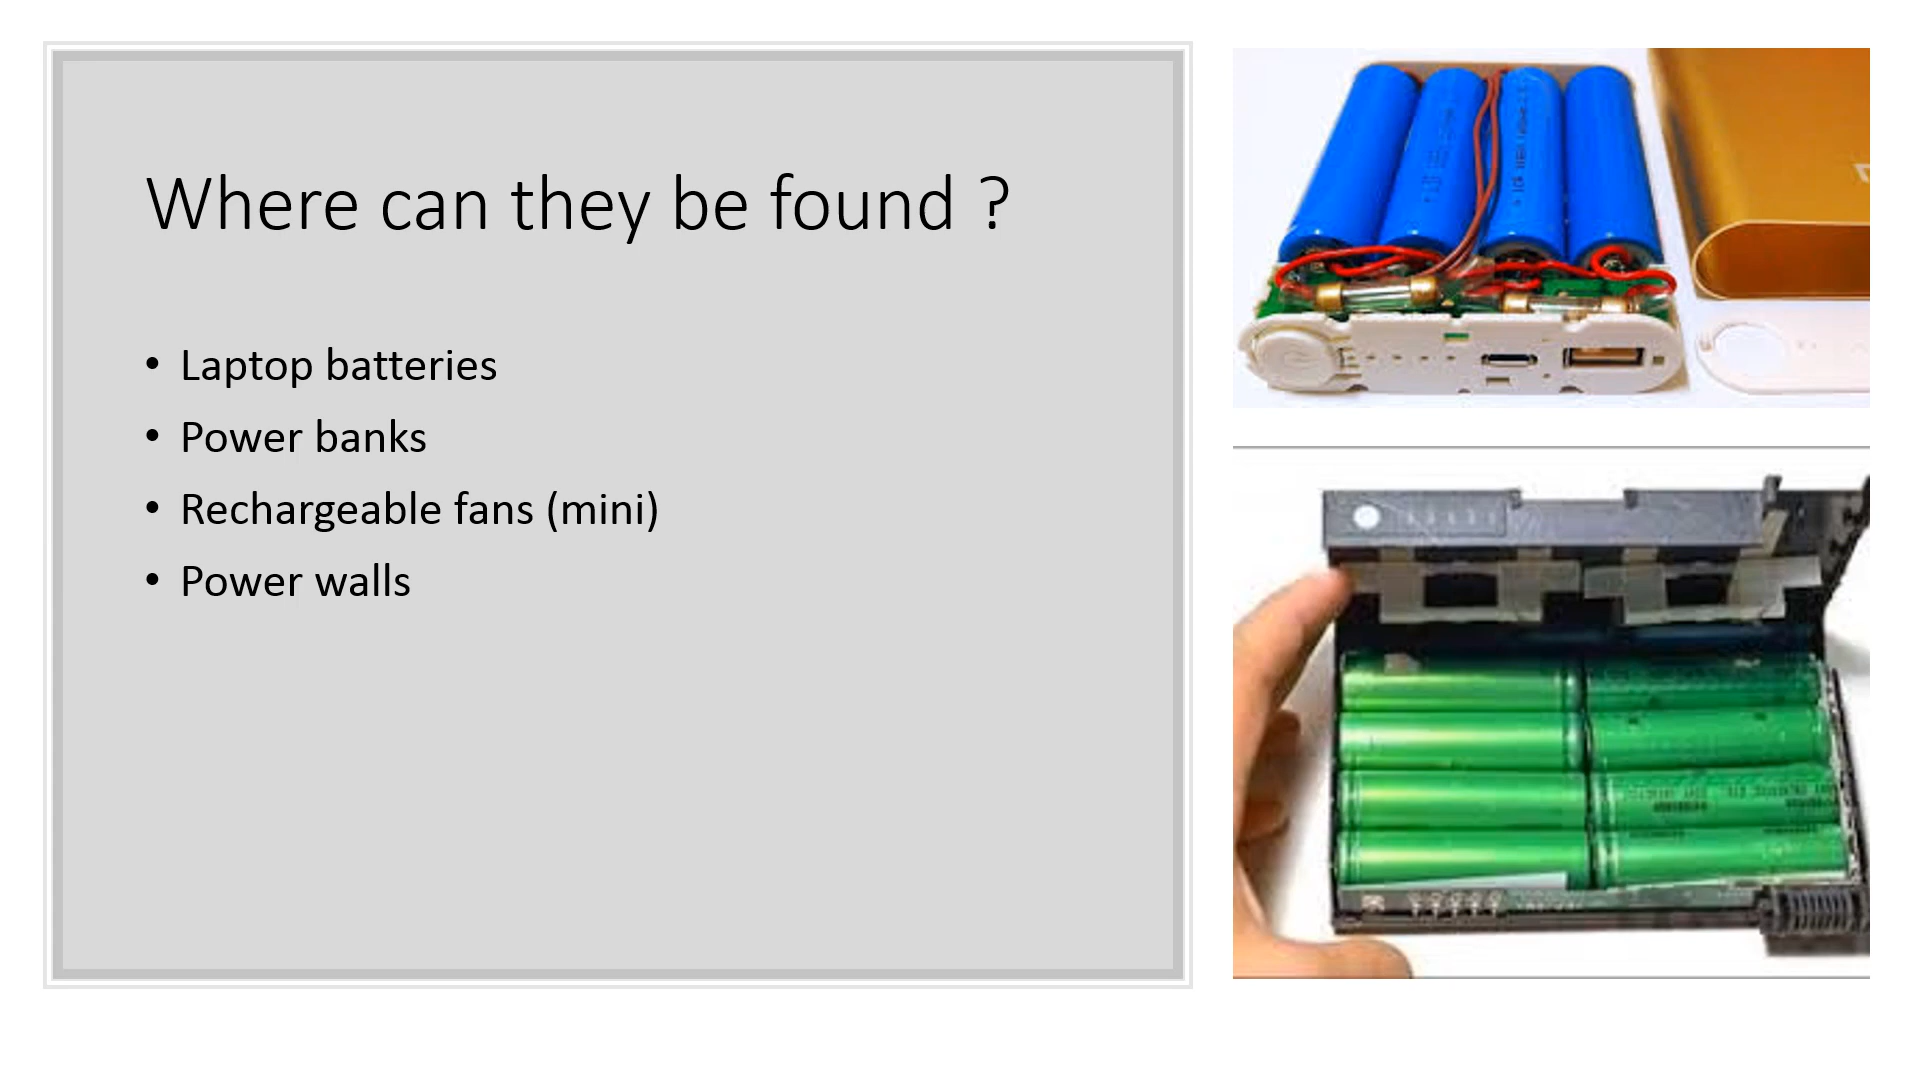 Where can they be found ?
• Laptop batteries
• Power banks
• Rechargeable fans (mini)
• Power walls